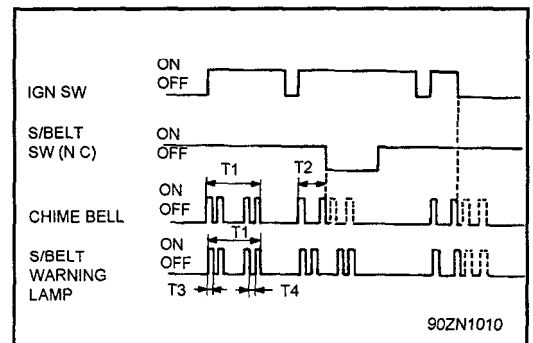 ON
IGN SW OFF
S/BELT ON
SW (N C) OFF
T1 T2
ON
CHIME BELL OFF
T1
S/BELT ON
WARNING OFF
LAMP
T3 T4
90ZN1010